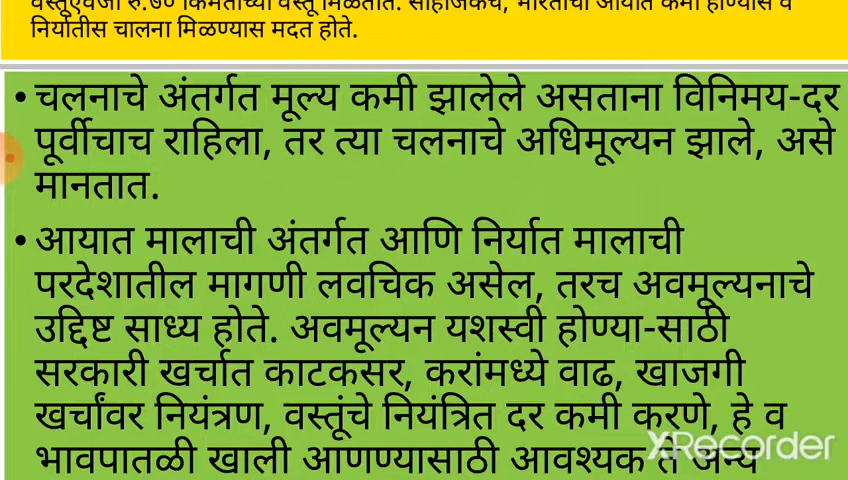 वस्तूंएवजी रु.७० किंमतीच्या वस्तू मिळतात. साहजिकच, भारताची आयात कमी होण्यास व
निर्यातीस चालना मिळण्यास मदत होते.
• चलनाचे अंतर्गत मूल्य कमी झालेले असताना विनिमय-दर
पूर्वीचाच राहिला, तर त्या चलनाचे अधिमूल्यन झाले, असे
मानतात.
• आयात मालाची अंतर्गत आणि निर्यात मालाची
परदेशातील मागणी लवचिक असेल, तरच अवमूल्यनाचे
उद्दिष्ट साध्य होते. अवमूल्यन यशस्वी होण्या-साठी
सरकारी खर्चात काटकसर, करांमध्ये वाढ, खाजगी
खर्चांवर नियंत्रण, वस्तूंचे नियंत्रित दर कमी करणे, हे व
भावपातळी खाली आणण्यासाठी आवश्यक ते अन्य
XRecorder